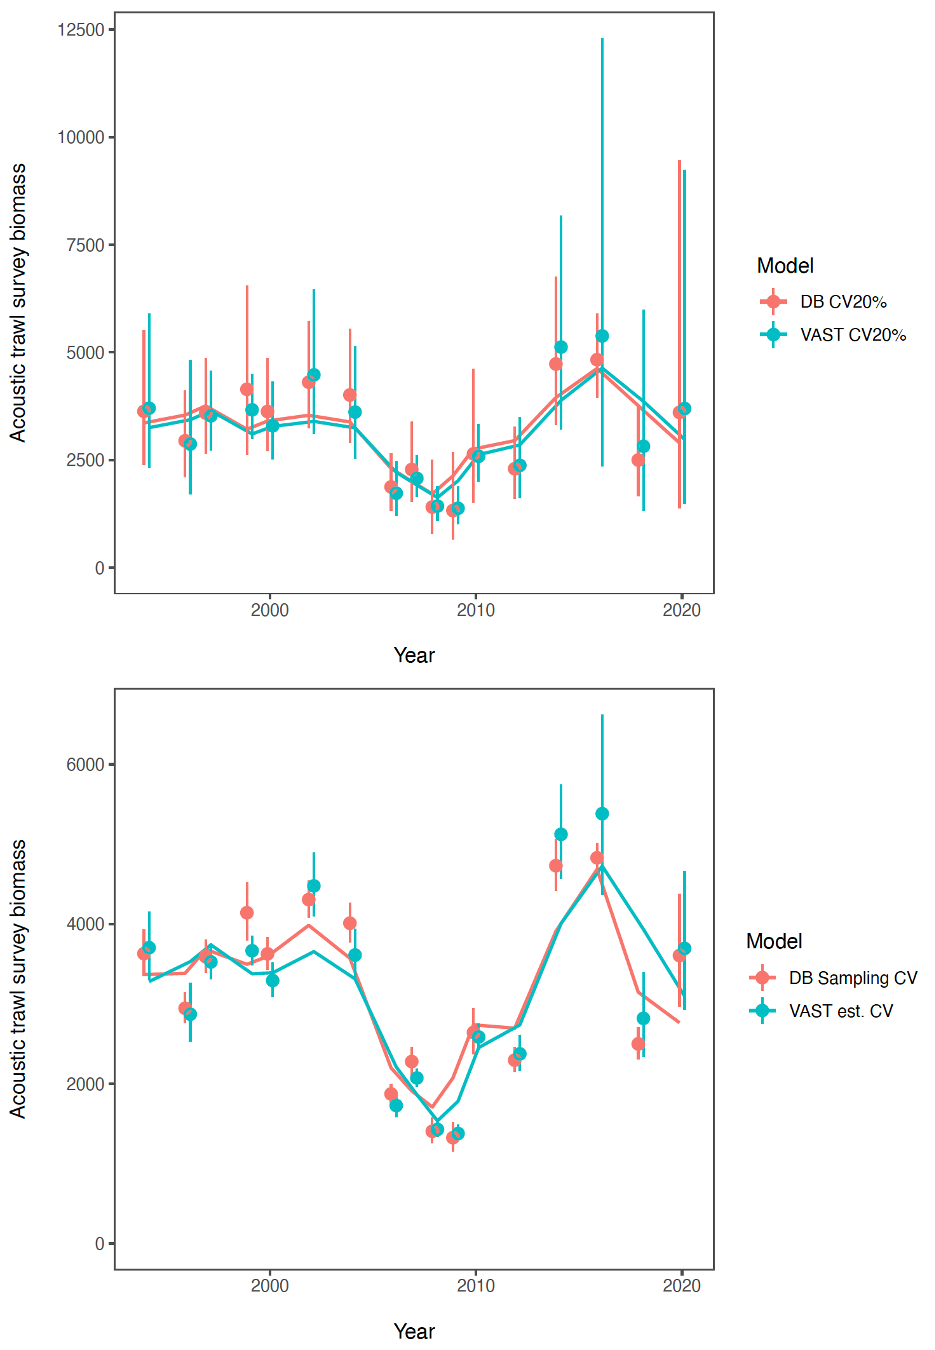 12500
10000
7500
5000
2500
0
Acoustic trawl survey biomass
2000
2010
2020
Year
Model
DB CV20%
VAST CV20%
6000
4000
2000
0
Acoustic trawl survey biomass
2000
2010
2020
Year
Model
DB Sampling CV
VAST est. CV